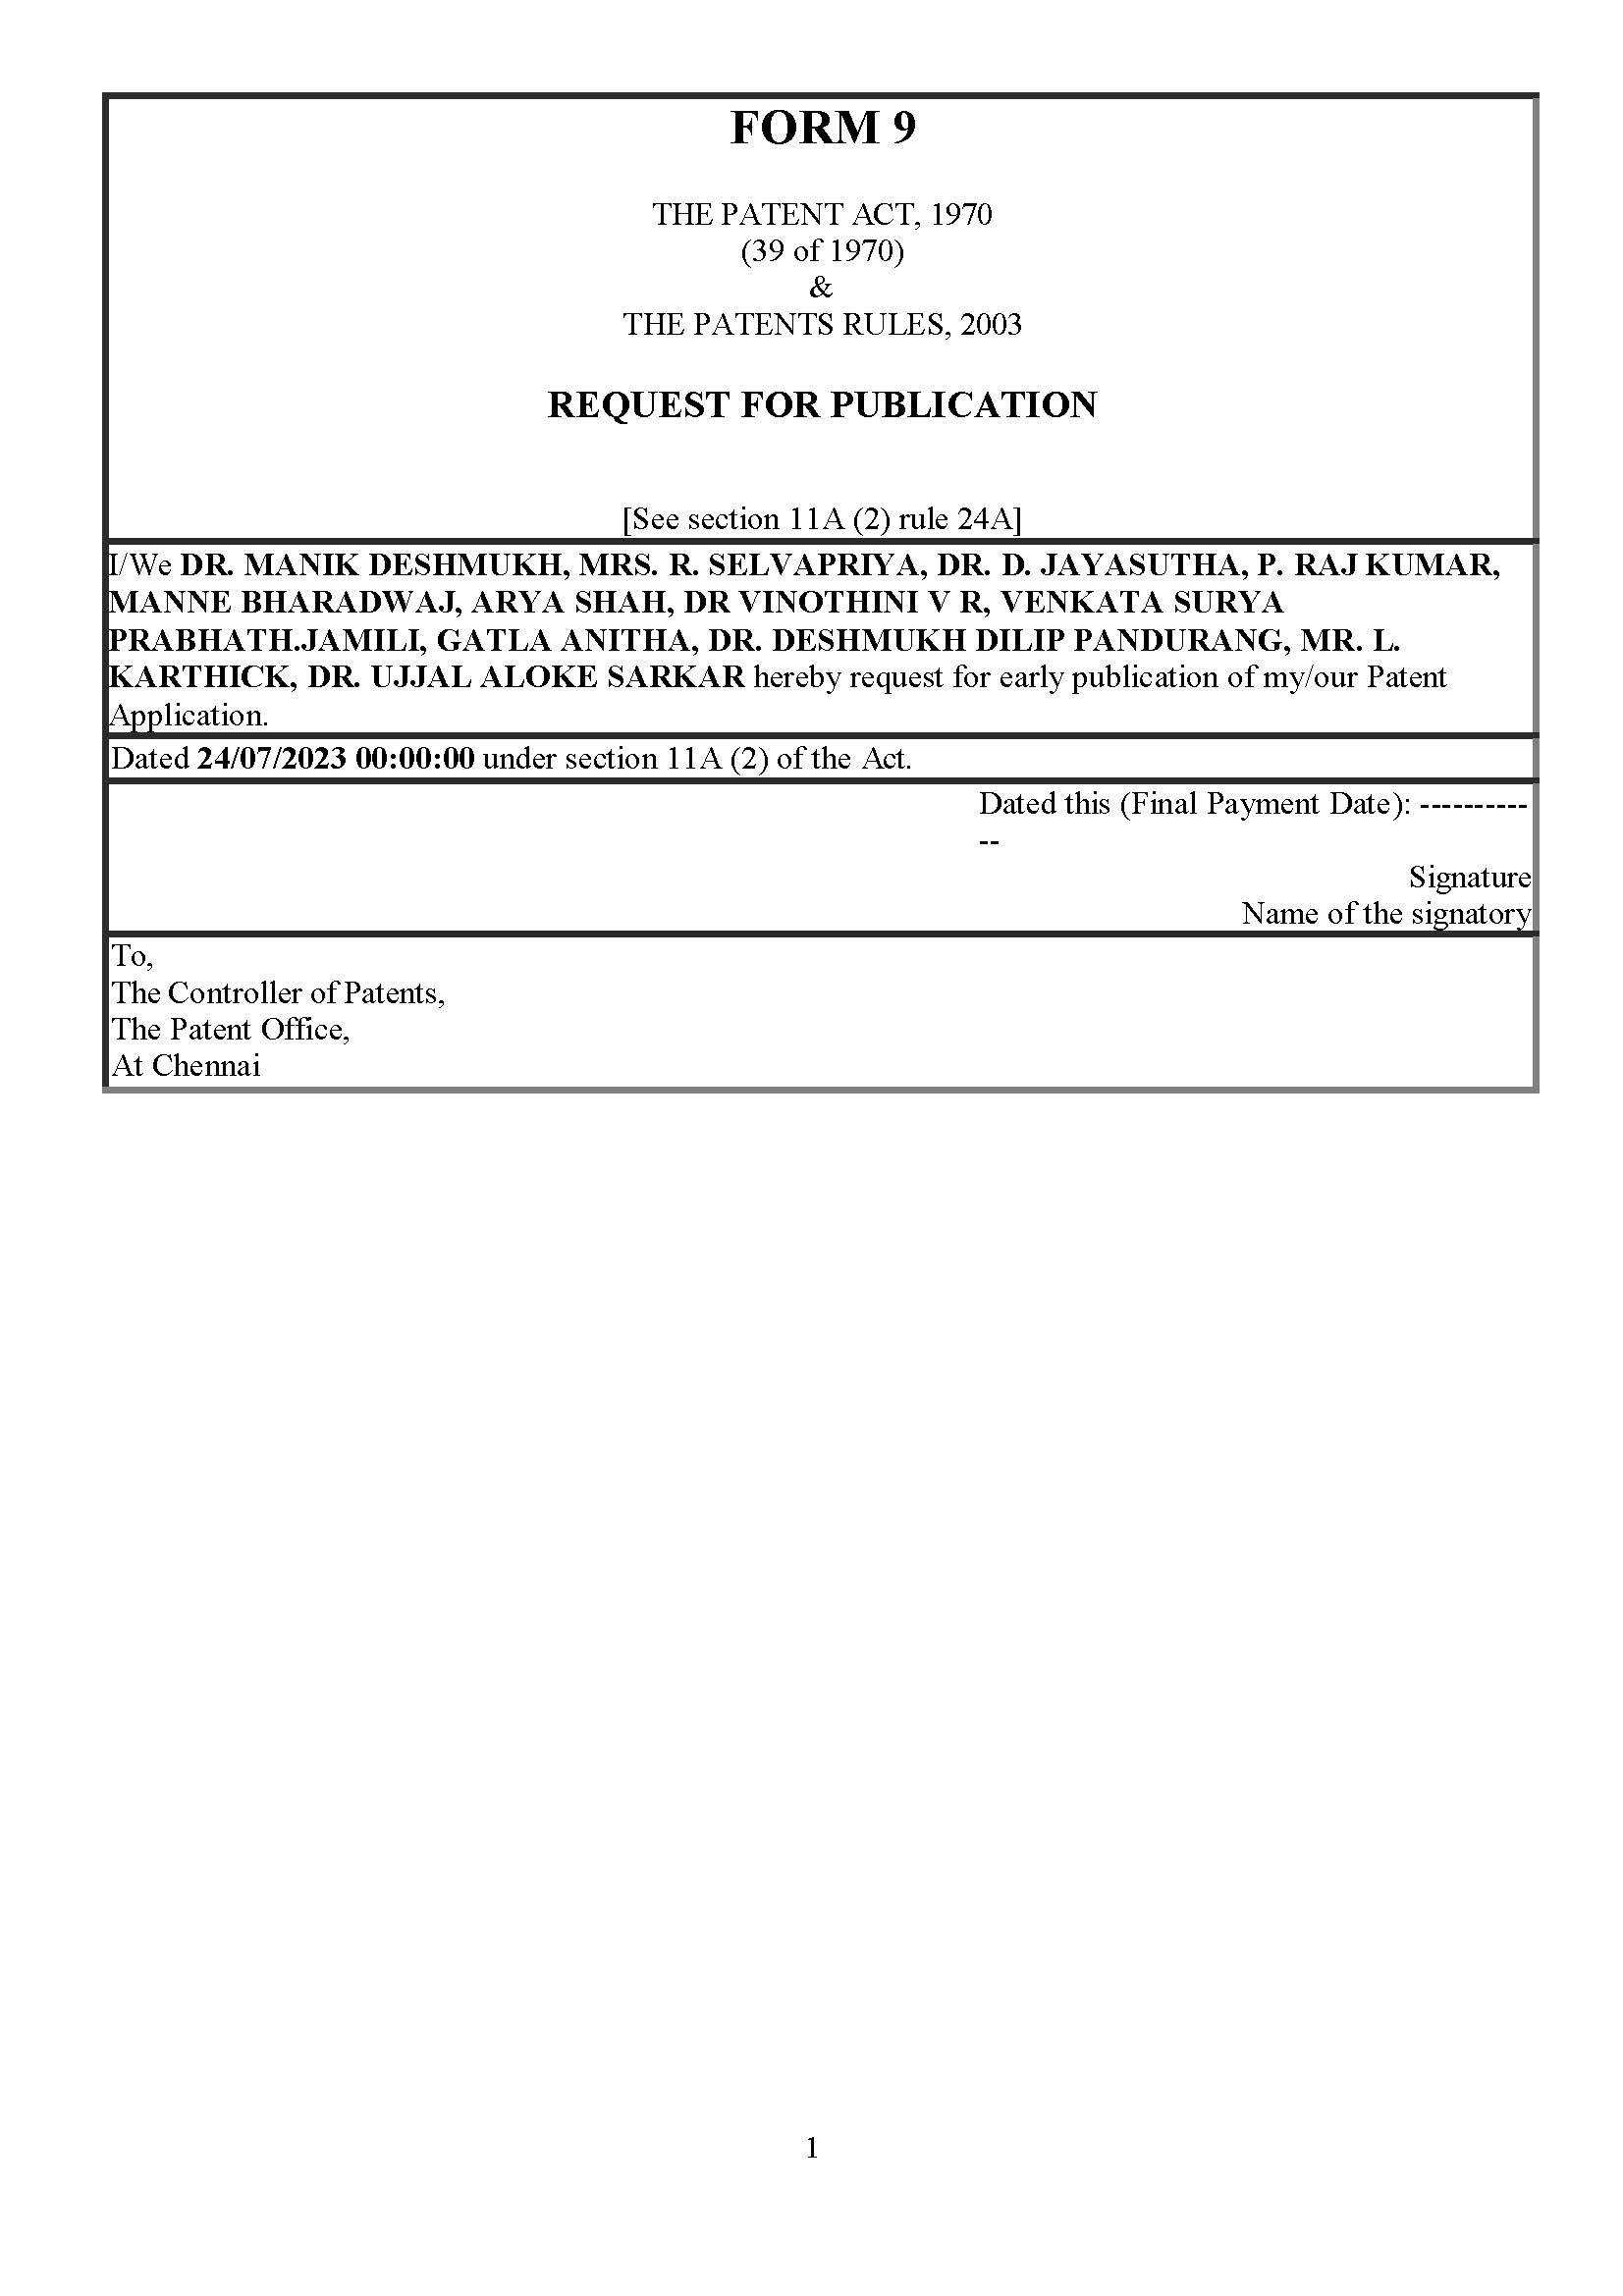 FORM 9
THE PATENT ACT, 1970
(39 of 1970)
&
THE PATENTS RULES, 2003
REQUEST FOR PUBLICATION
[See section 11A (2) rule 24A]
I/We DR. MANIK DESHMUKH, MRS. R. SELVAPRIYA, DR. D. JAYASUTHA, P. RAJ KUMAR,
MANNE BHARADWAJ, ARYA SHAH, DR VINOTHINI V R, VENKATA SURYA
PRABHATH.JAMILI, GATLA ANITHA, DR. DESHMUKH DILIP PANDURANG, MR. L.
KARTHICK, DR. UJJAL ALOKE SARKAR hereby request for early publication of my/our Patent
Application.
Dated 24/07/2023 00:00:00 under section 11A (2) of the Act.
Dated this (Final Payment Date): ----------
--
Signature
Name of the signatory
To,
The Controller of Patents,
The Patent Office,
At Chennai
1